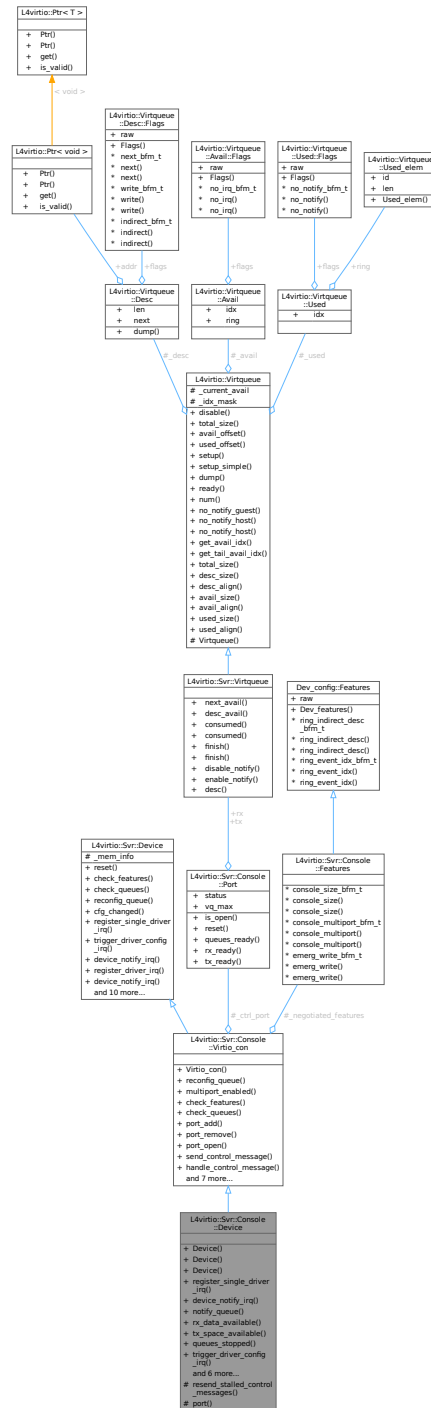 L4virtio::Ptr< T >
+ Ptr()
+ Ptr()
+ get()
+ is_valid()
< void >
L4virtio::Ptr< void >
+ Ptr()
+ Ptr()
+ get()
+ is_valid()
L4virtio::Virtqueue
::Desc::Flags
+ raw
+ Flags()
* next_bfm_t
* next()
* next()
* write_bfm_t
* write()
* write()
* indirect_bfm_t
* indirect()
* indirect()
L4virtio::Virtqueue
::Avail::Flags
+ raw
+ Flags()
* no_irq_bfm_t
* no_irq()
* no_irq()
L4virtio::Virtqueue
::Used::Flags
+ raw
+ Flags()
* no_notify_bfm_t
* no_notify()
* no_notify()
L4virtio::Virtqueue
::Used_elem
+ id
+ len
+ Used_elem()
+addr
+flags
+flags
+flags
+ring
L4virtio::Virtqueue
::Desc
+ len
+ next
+ dump()
L4virtio::Virtqueue
::Avail
+ idx
+ ring
L4virtio::Virtqueue
::Used
+ idx
#_desc
#_avail
#_used
L4virtio::Virtqueue
# _current_avail
# _idx_mask
+ disable()
+ total_size()
+ avail_offset()
+ used_offset()
+ setup()
+ setup_simple()
+ dump()
+ ready()
+ num()
+ no_notify_guest()
+ no_notify_host()
+ no_notify_host()
+ get_avail_idx()
+ get_tail_avail_idx()
+ total_size()
+ desc_size()
+ desc_align()
+ avail_size()
+ avail_align()
+ used_size()
+ used_align()
# Virtqueue()
L4virtio::Svr::Virtqueue
+ next_avail()
+ desc_avail()
+ consumed()
+ consumed()
+ finish()
+ finish()
+ disable_notify()
+ enable_notify()
+ desc()
Dev_config::Features
+ raw
+ Dev_features()
* ring_indirect_desc
_bfm_t
* ring_indirect_desc()
* ring_indirect_desc()
* ring_event_idx_bfm_t
* ring_event_idx()
* ring_event_idx()
+rx
+tx
L4virtio::Svr::Device
# _mem_info
+ reset()
+ check_features()
+ check_queues()
+ reconfig_queue()
+ cfg_changed()
+ register_single_driver
_irq()
+ trigger_driver_config
_irq()
+ device_notify_irq()
+ register_driver_irq()
+ device_notify_irq()
and 10 more...
L4virtio::Svr::Console
::Port
+ status
+ vq_max
+ is_open()
+ reset()
+ queues_ready()
+ rx_ready()
+ tx_ready()
L4virtio::Svr::Console
::Features
* console_size_bfm_t
* console_size()
* console_size()
* console_multiport_bfm_t
* console_multiport()
* console_multiport()
* emerg_write_bfm_t
* emerg_write()
* emerg_write()
#_ctrl_port
#_negotiated_features
L4virtio::Svr::Console
::Virtio_con
+ Virtio_con()
+ reconfig_queue()
+ multiport_enabled()
+ check_features()
+ check_queues()
+ port_add()
+ port_remove()
+ port_open()
+ send_control_message()
+ handle_control_message()
and 7 more...
L4virtio::Svr::Console
::Device
+ Device()
+ Device()
+ Device()
+ register_single_driver
_irq()
+ device_notify_irq()
+ notify_queue()
+ rx_data_available()
+ tx_space_available()
+ queues_stopped()
+ trigger_driver_config
_irq()
and 6 more...
# resend_stalled_control
_messages()
# port()